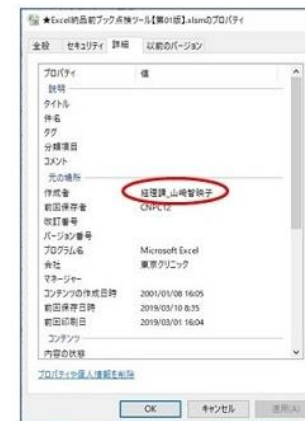 ★Excel納品前ブック点検ツール【第01版】.xlsmのプロパティ
全般 セキュリティ 詳細 以前のバージョン
プロパティ 値
説明
タイトル
件名
タグ
分類項目
コメント
元の場所
作成者 経理課_山崎智映子
前回保存者 CNPC12
改訂番号
バージョン番号
プログラム名 Microsoft Excel
会社 東京クリニック
マネージャー
コンテンツの作成日時 2001/01/08 16:05
前回保存日時 2019/03/10 8:35
前回印刷日 2019/03/01 16:04
コンテンツ
内容の状態
プロパティや個人情報を削除
OK キャンセル 適用(A)